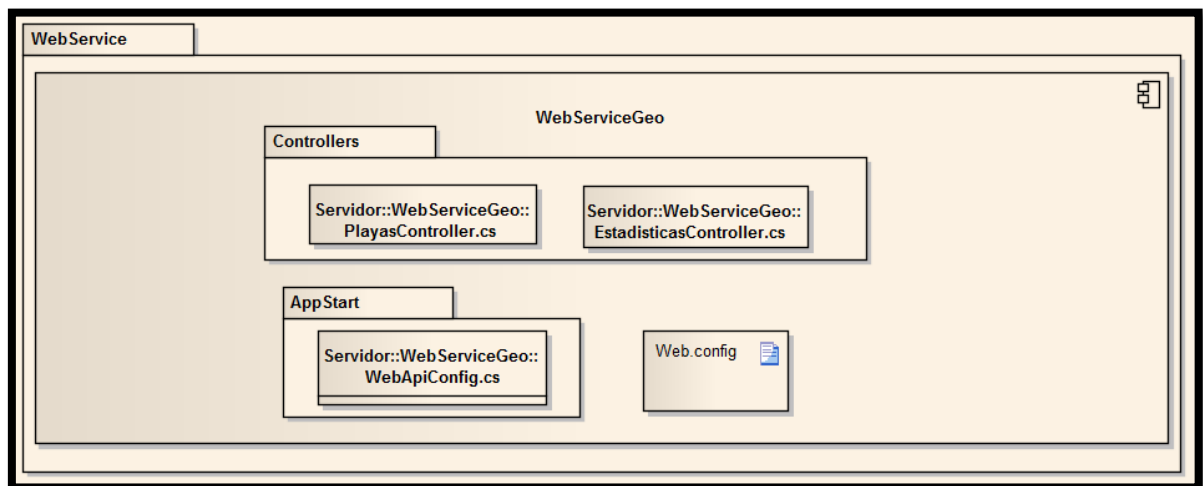 WebService
WebServiceGeo
Controllers
Servidor::WebServiceGeo::
PlayasController.cs
Servidor::WebServiceGeo::
EstadisticasController.cs
AppStart
Servidor::WebServiceGeo::
WebApiConfig.cs
Web.config